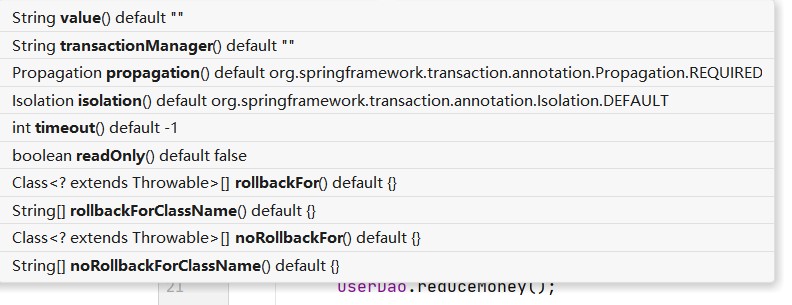 String value() default ""
String transactionManager() default ""
Propagation propagation() default org.springframework.transaction.annotation.Propagation.REQUIRED
Isolation isolation() default org.springframework.transaction.annotation.Isolation.DEFAULT
int timeout() default -1
boolean readOnly() default false
Class<? extends Throwable>[] rollbackFor() default {}
String[] rollbackForClassName() default {}
Class<? extends Throwable>[] noRollbackFor() default {}
String[] noRollbackForClassName() default {}
21 userDao.reduceMoney();